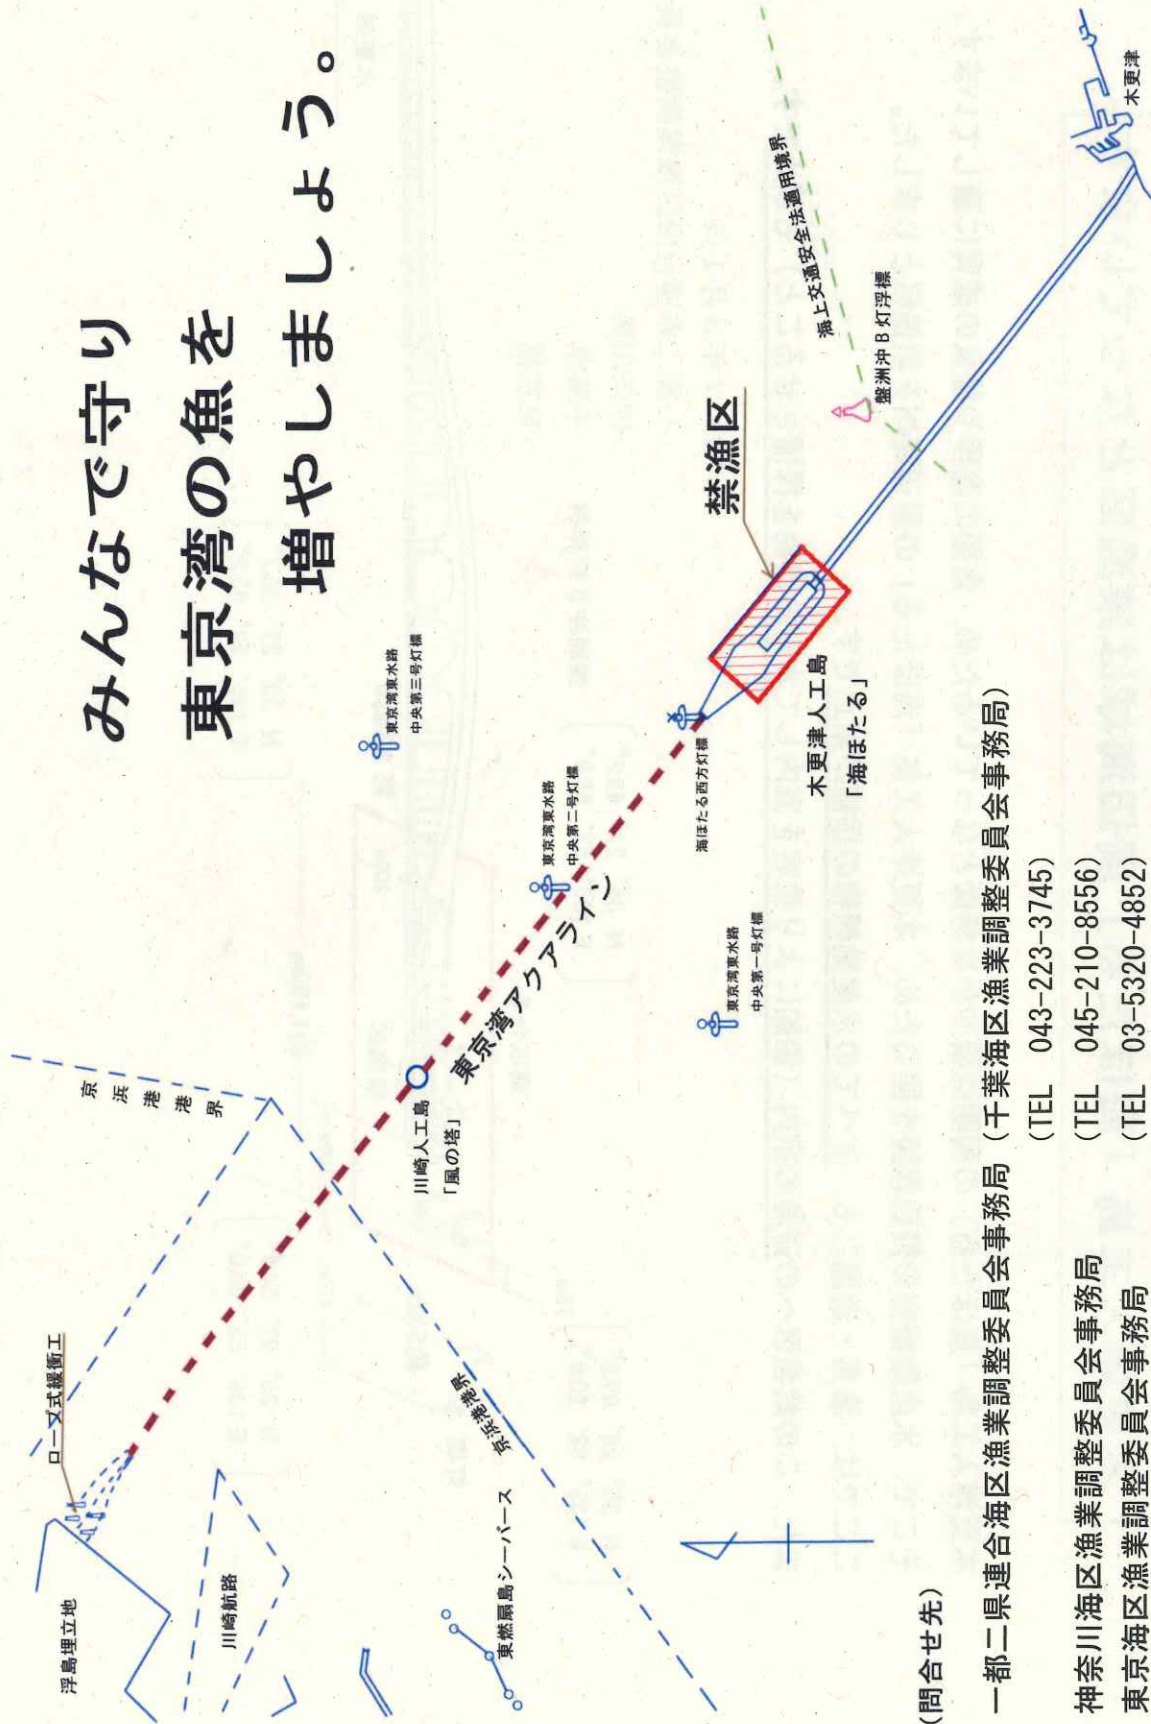 みんなで守り
東京湾の魚を
増やしましょう。
ロープ式緩衝工
浮島埋立地
川崎航路
京浜港港界
京浜港港界
東燃扇島シーバース
川崎人工島
「風の塔」
東京湾アクアライン
東京湾東水路
中央第三号灯標
東京湾東水路
中央第二号灯標
東京湾東水路
中央第一号灯標
海ほたる西方灯標
木更津人工島
「海ほたる」
禁漁区
海上交通安全法適用境界
盤洲沖B灯浮標
木更津
(問合せ先)
一都二県連合海区漁業調整委員会事務局 (千葉海区漁業調整委員会事務局)
(TEL 043-223-3745)
神奈川海区漁業調整委員会事務局 (TEL 045-210-8556)
東京海区漁業調整委員会事務局 (TEL 03-5320-4852)